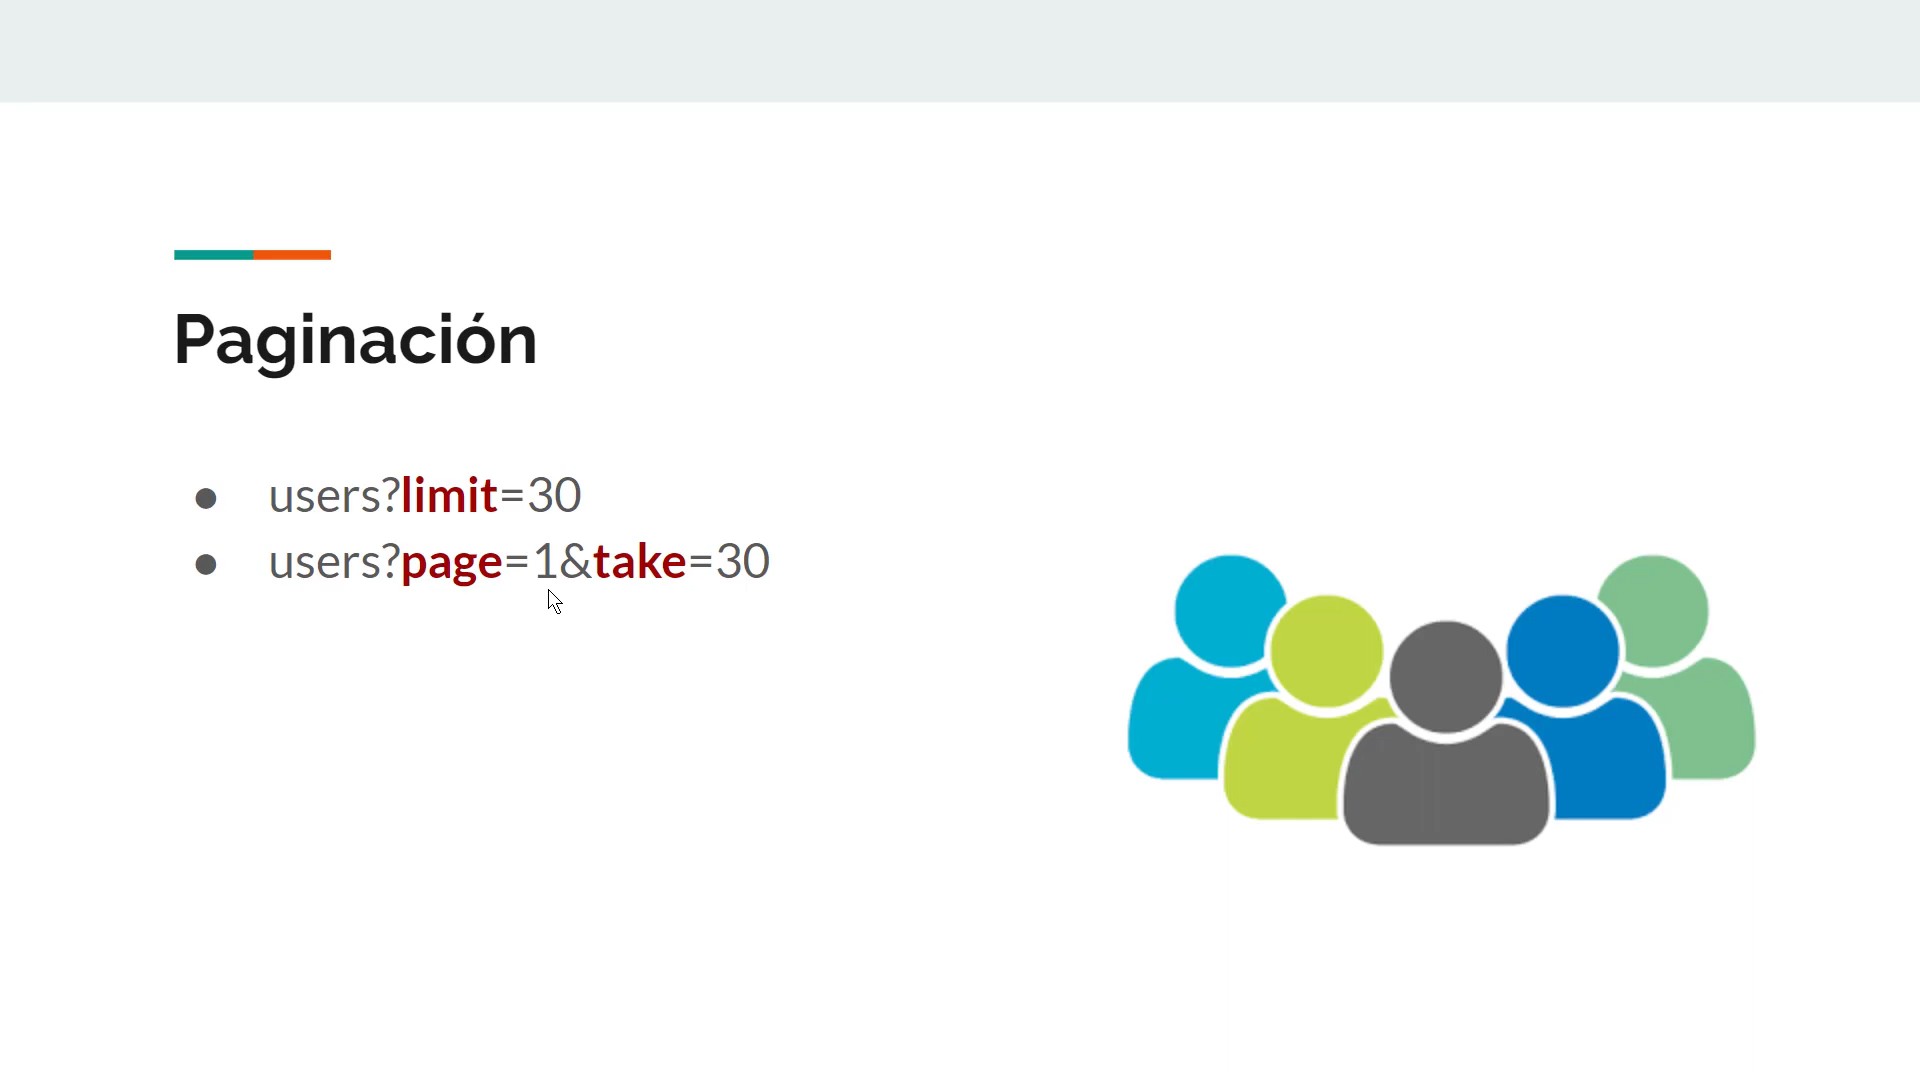 Paginación
● users?limit=30
● users?page=1&take=30